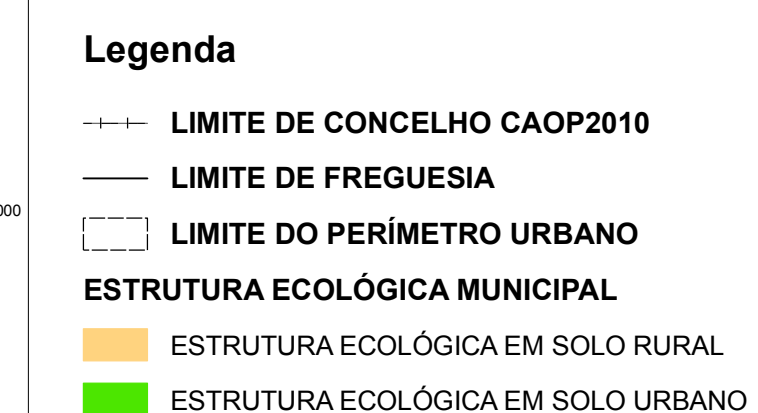 Legenda
LIMITE DE CONCELHO CAOP2010
LIMITE DE FREGUESIA
000
LIMITE DO PERÍMETRO URBANO
ESTRUTURA ECOLÓGICA MUNICIPAL
ESTRUTURA ECOLÓGICA EM SOLO RURAL
ESTRUTURA ECOLÓGICA EM SOLO URBANO